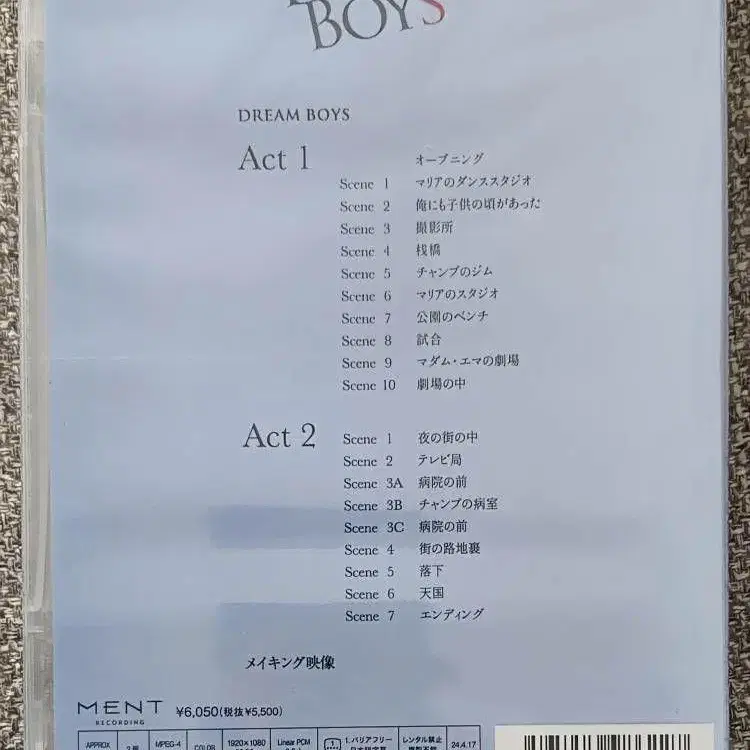 BOYS
DREAM BOYS
Act 1 オープニング
Scene 1 マリアのダンススタジオ
Scene 2 俺にも子供の頃があった
Scene 3 撮影所
Scene 4 桟橋
Scene 5 チャンプのジム
Scene 6 マリアのスタジオ
Scene 7 公園のベンチ
Scene 8 試合
Scene 9 マダム・エマの劇場
Scene 10 劇場の中
Act 2 Scene 1 夜の街の中
Scene 2 テレビ局
Scene 3A 病院の前
Scene 3B チャンプの病室
Scene 3C 病院の前
Scene 4 街の路地裏
Scene 5 落下
Scene 6 天国
Scene 7 エンディング
メイキング映像
MENT RECORDING ¥6,050(税抜¥5,500)
APPROX MPEG-4 COLOR 1920×1080 Linear PCM 1.バリアフリー レンタル禁止 24.4.17